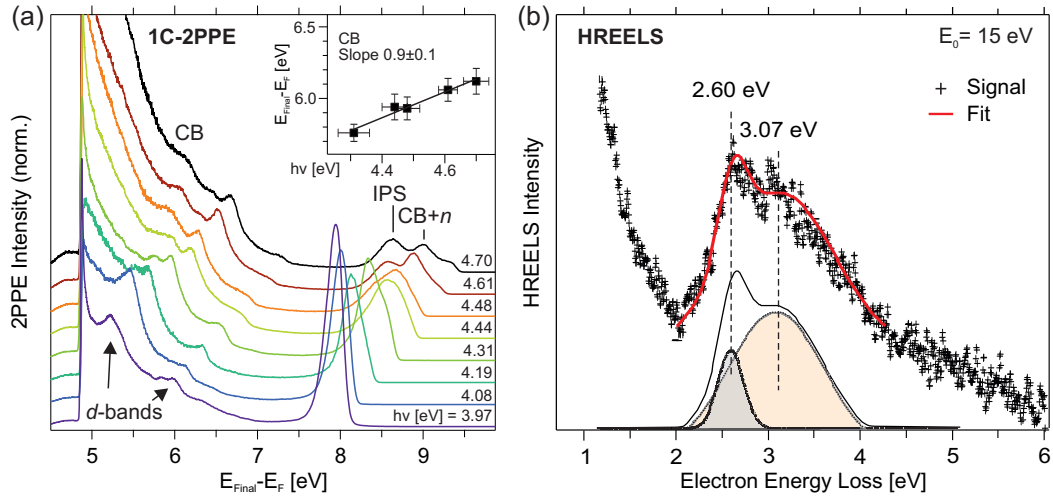 (a)
1C-2PPE
CB
Slope 0.9±0.1
E_Final-E_F [eV]
6.5
6.0
hν [eV]
4.4
4.6
CB
IPS
CB+n
4.70
4.61
4.48
4.44
4.31
4.19
4.08
hν [eV] = 3.97
d-bands
2PPE Intensity (norm.)
5
6
7
8
9
E_Final-E_F [eV]
(b)
HREELS
E_0= 15 eV
Signal
Fit
2.60 eV
3.07 eV
HREELS Intensity
1
2
3
4
5
6
Electron Energy Loss [eV]